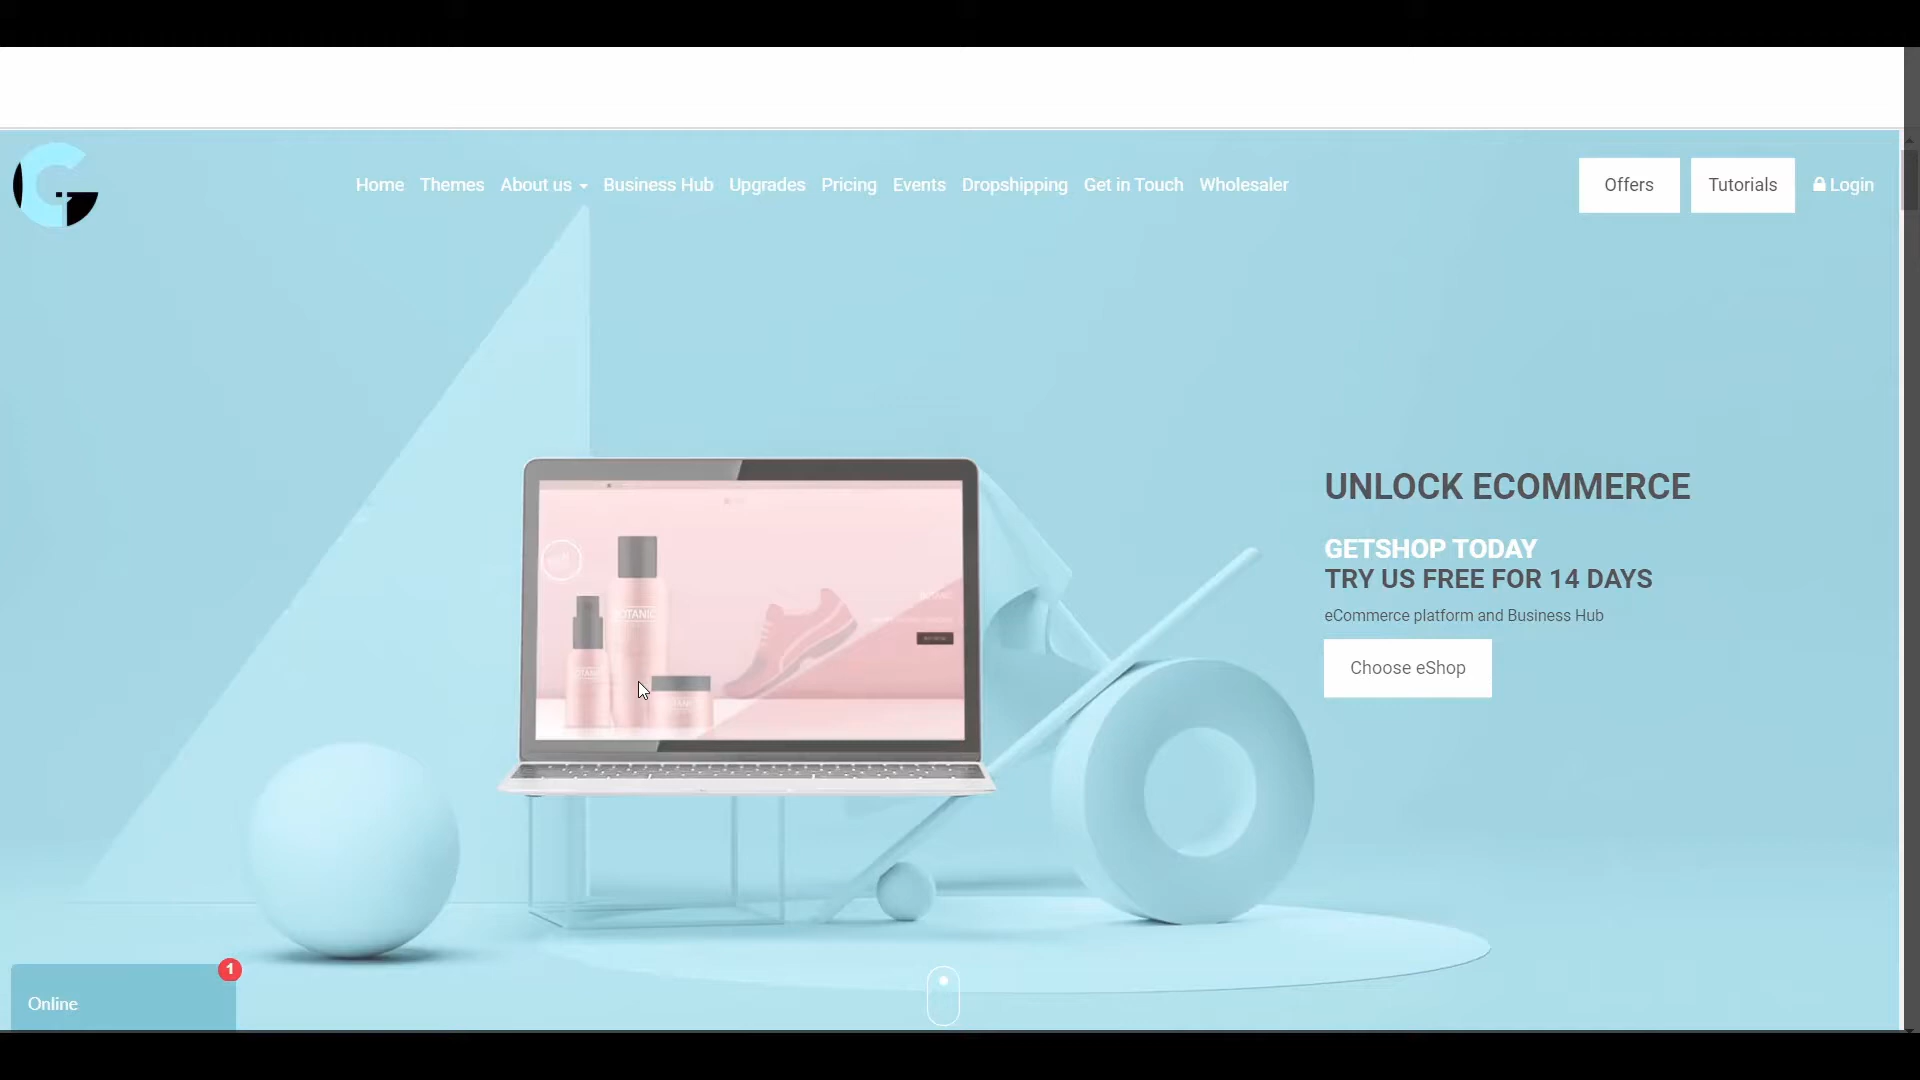 Home Themes About us Business Hub Upgrades Pricing Events Dropshipping Get in Touch Wholesaler Offers Tutorials Login
UNLOCK ECOMMERCE
GETSHOP TODAY
TRY US FREE FOR 14 DAYS
eCommerce platform and Business Hub
Choose eShop
BOTANIC
1
Online